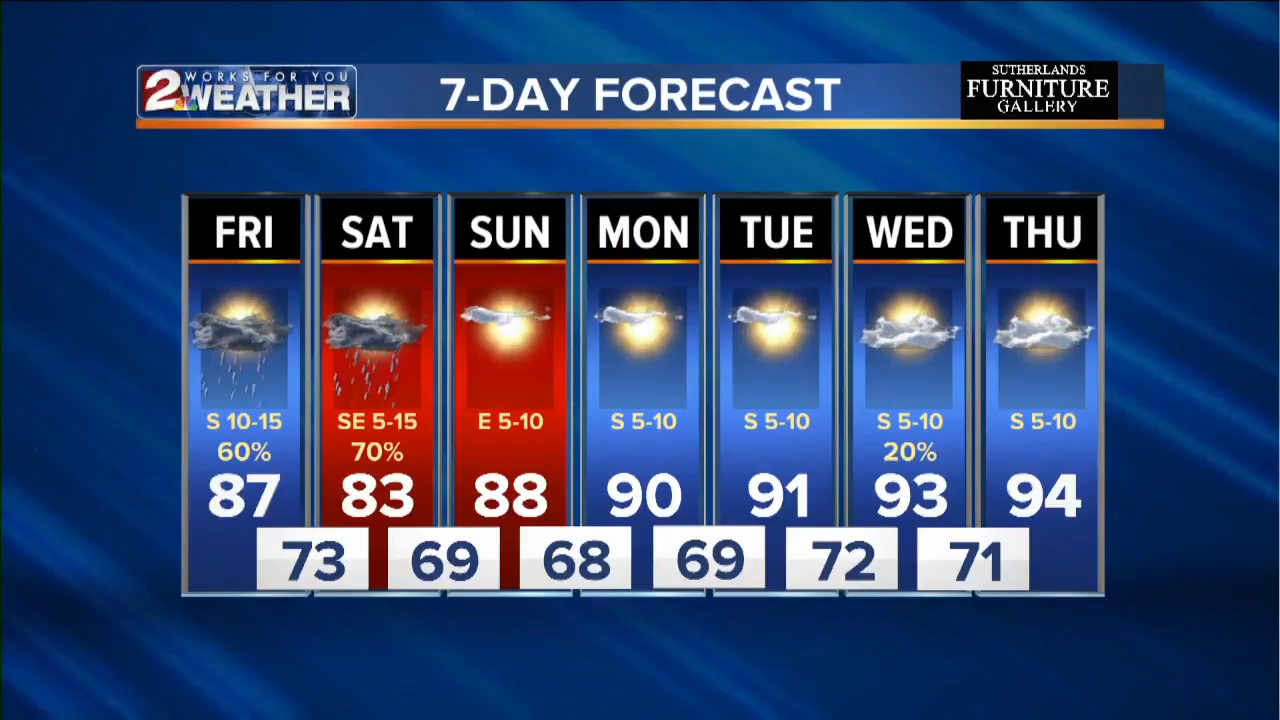 2 WORKS FOR YOU
WEATHER
7-DAY FORECAST
SUTHERLANDS
FURNITURE
GALLERY
FRI SAT SUN MON TUE WED THU
S 10-15 SE 5-15 E 5-10 S 5-10 S 5-10 S 5-10 S 5-10
60% 70% 20%
87 83 88 90 91 93 94
73 69 68 69 72 71